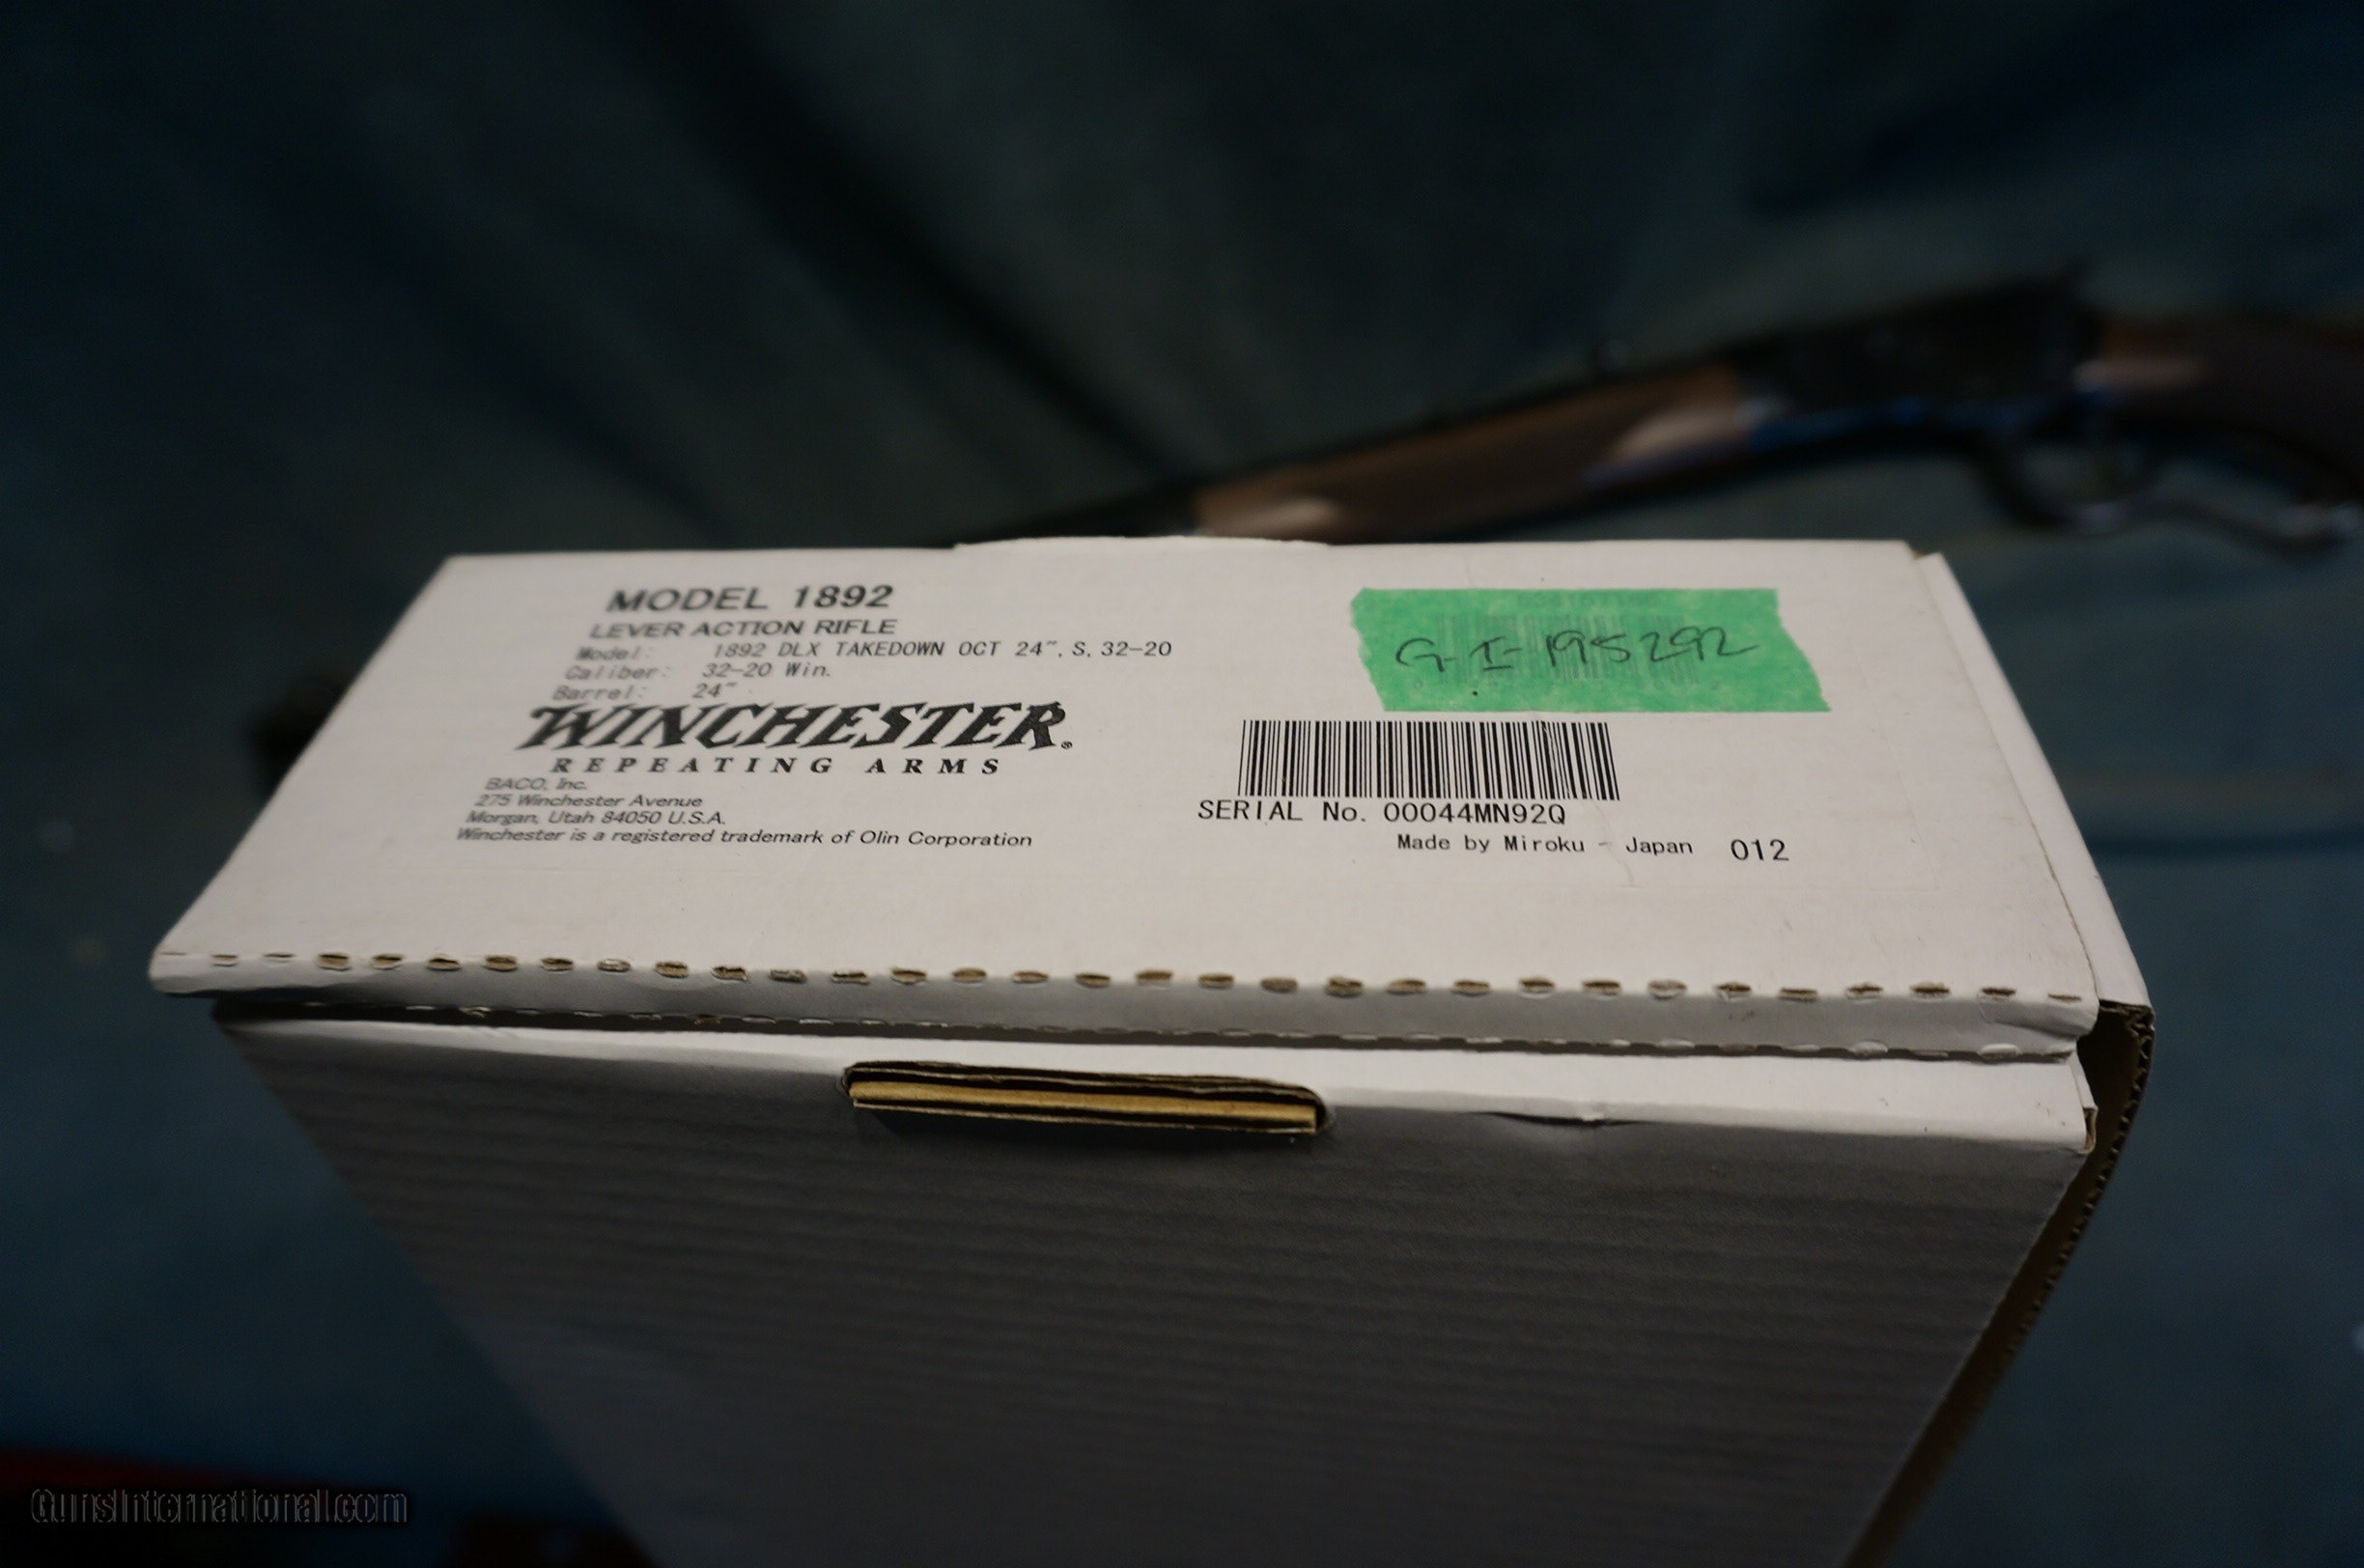 MODEL 1892
LEVER ACTION RIFLE
Model: 1892 DLX TAKEDOWN OCT 24″, S, 32-20
Caliber: 32-20 Win.
Barrel: 24″
WINCHESTER®
REPEATING ARMS
BACO, Inc.
275 Winchester Avenue
Morgan, Utah 84050 U.S.A.
Winchester is a registered trademark of Olin Corporation
G-I-195292
SERIAL No. 00044MN92Q
Made by Miroku - Japan 012
GunsInternational.com